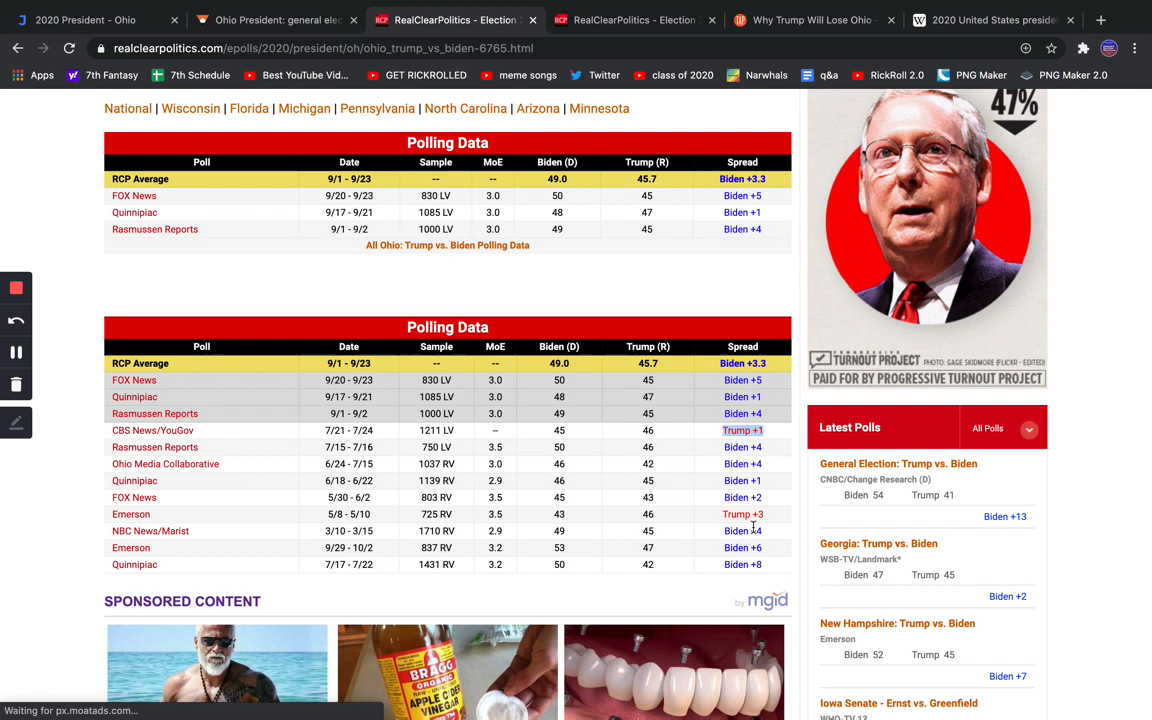 2020 President - Ohio
Ohio President: general elec
RealClearPolitics - Election 2
RealClearPolitics - Election
Why Trump Will Lose Ohio -
2020 United States presiden
realclearpolitics.com/epolls/2020/president/oh/ohio_trump_vs_biden-6765.html
Apps 7th Fantasy 7th Schedule Best YouTube Vid... GET RICKROLLED meme songs Twitter class of 2020 Narwhals q&a RickRoll 2.0 PNG Maker PNG Maker 2.0
National | Wisconsin | Florida | Michigan | Pennsylvania | North Carolina | Arizona | Minnesota
Polling Data
Poll Date Sample MoE Biden (D) Trump (R) Spread
RCP Average 9/1 - 9/23 -- -- 49.0 45.7 Biden +3.3
FOX News 9/20 - 9/23 830 LV 3.0 50 45 Biden +5
Quinnipiac 9/17 - 9/21 1085 LV 3.0 48 47 Biden +1
Rasmussen Reports 9/1 - 9/2 1000 LV 3.0 49 45 Biden +4
All Ohio: Trump vs. Biden Polling Data
Polling Data
Poll Date Sample MoE Biden (D) Trump (R) Spread
RCP Average 9/1 - 9/23 -- -- 49.0 45.7 Biden +3.3
FOX News 9/20 - 9/23 830 LV 3.0 50 45 Biden +5
Quinnipiac 9/17 - 9/21 1085 LV 3.0 48 47 Biden +1
Rasmussen Reports 9/1 - 9/2 1000 LV 3.0 49 45 Biden +4
CBS News/YouGov 7/21 - 7/24 1211 LV -- 45 46 Trump +1
Rasmussen Reports 7/15 - 7/16 750 LV 3.5 50 46 Biden +4
Ohio Media Collaborative 6/24 - 7/15 1037 RV 3.0 46 42 Biden +4
Quinnipiac 6/18 - 6/22 1139 RV 2.9 46 45 Biden +1
FOX News 5/30 - 6/2 803 RV 3.5 45 43 Biden +2
Emerson 5/8 - 5/10 725 RV 3.5 43 46 Trump +3
NBC News/Marist 3/10 - 3/15 1710 RV 2.9 49 45 Biden +4
Emerson 9/29 - 10/2 837 RV 3.2 53 47 Biden +6
Quinnipiac 7/17 - 7/22 1431 RV 3.2 50 42 Biden +8
SPONSORED CONTENT
by mgid
BRAGG
ORGANIC
RAW - UNFILTERED
APPLE CIDER
VINEGAR
47%
TURNOUT PROJECT PHOTO: GAGE SKIDMORE (FLICKR - EDITED)
PAID FOR BY PROGRESSIVE TURNOUT PROJECT
Latest Polls All Polls
General Election: Trump vs. Biden
CNBC/Change Research (D)
Biden 54 Trump 41
Biden +13
Georgia: Trump vs. Biden
WSB-TV/Landmark*
Biden 47 Trump 45
Biden +2
New Hampshire: Trump vs. Biden
Emerson
Biden 52 Trump 45
Biden +7
Iowa Senate - Ernst vs. Greenfield
WHO-TV 13
Waiting for px.moatads.com...